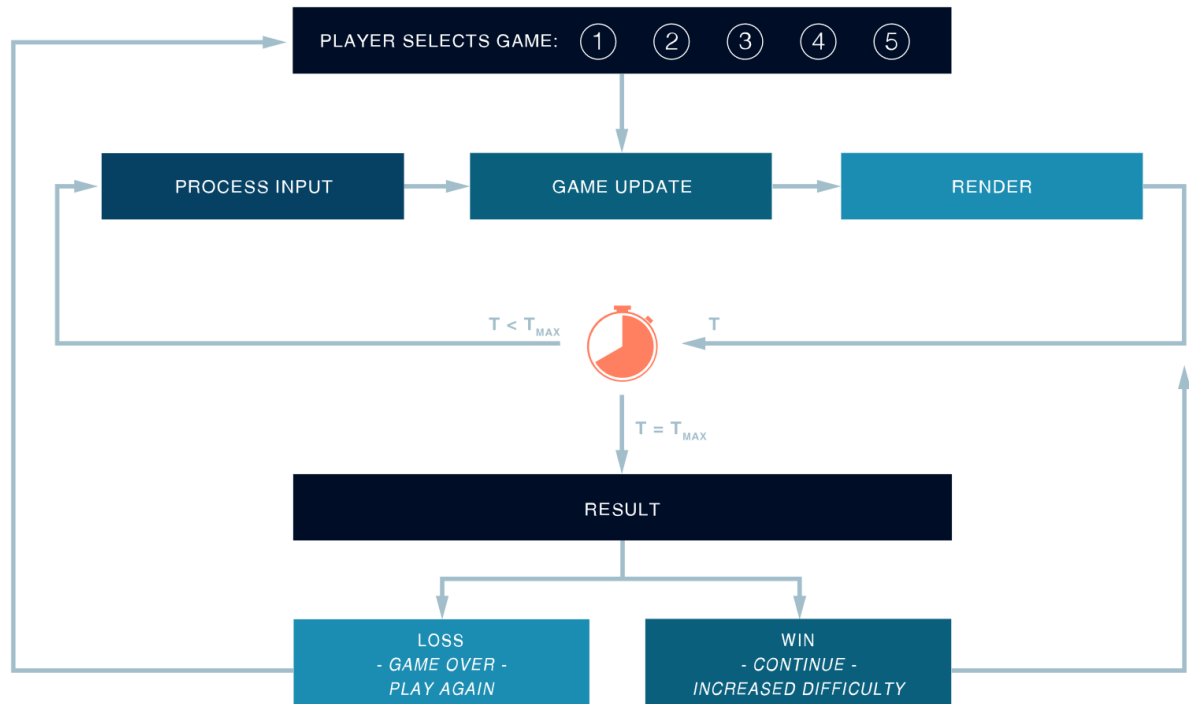 PLAYER SELECTS GAME: 1 2 3 4 5
PROCESS INPUT
GAME UPDATE
RENDER
T < TMAX
T
T = TMAX
RESULT
LOSS
- GAME OVER -
PLAY AGAIN
WIN
- CONTINUE -
INCREASED DIFFICULTY